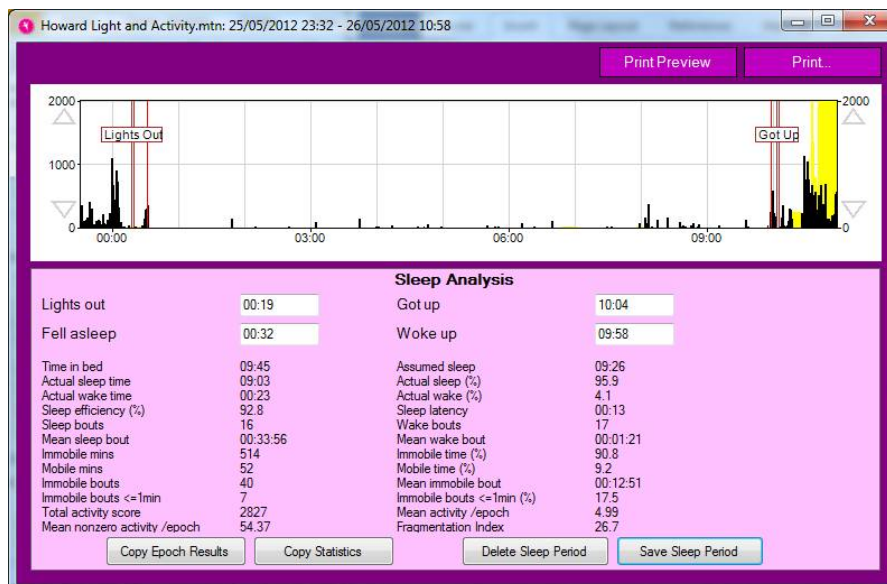 Howard Light and Activity.mtn: 25/05/2012 23:32 - 26/05/2012 10:58
Print Preview Print...
2000 2000
Lights Out Got Up
1000 1000
0 0
00:00 03:00 06:00 09:00
Sleep Analysis
Lights out 00:19 Got up 10:04
Fell asleep 00:32 Woke up 09:58
Time in bed 09:45 Assumed sleep 09:26
Actual sleep time 09:03 Actual sleep (%) 95.9
Actual wake time 00:23 Actual wake (%) 4.1
Sleep efficiency (%) 92.8 Sleep latency 00:13
Sleep bouts 16 Wake bouts 17
Mean sleep bout 00:33:56 Mean wake bout 00:01:21
Immobile mins 514 Immobile time (%) 90.8
Mobile mins 52 Mobile time (%) 9.2
Immobile bouts 40 Mean immobile bout 00:12:51
Immobile bouts <=1min 7 Immobile bouts <=1min (%) 17.5
Total activity score 2827 Mean activity /epoch 4.99
Mean nonzero activity /epoch 54.37 Fragmentation Index 26.7
Copy Epoch Results Copy Statistics Delete Sleep Period Save Sleep Period